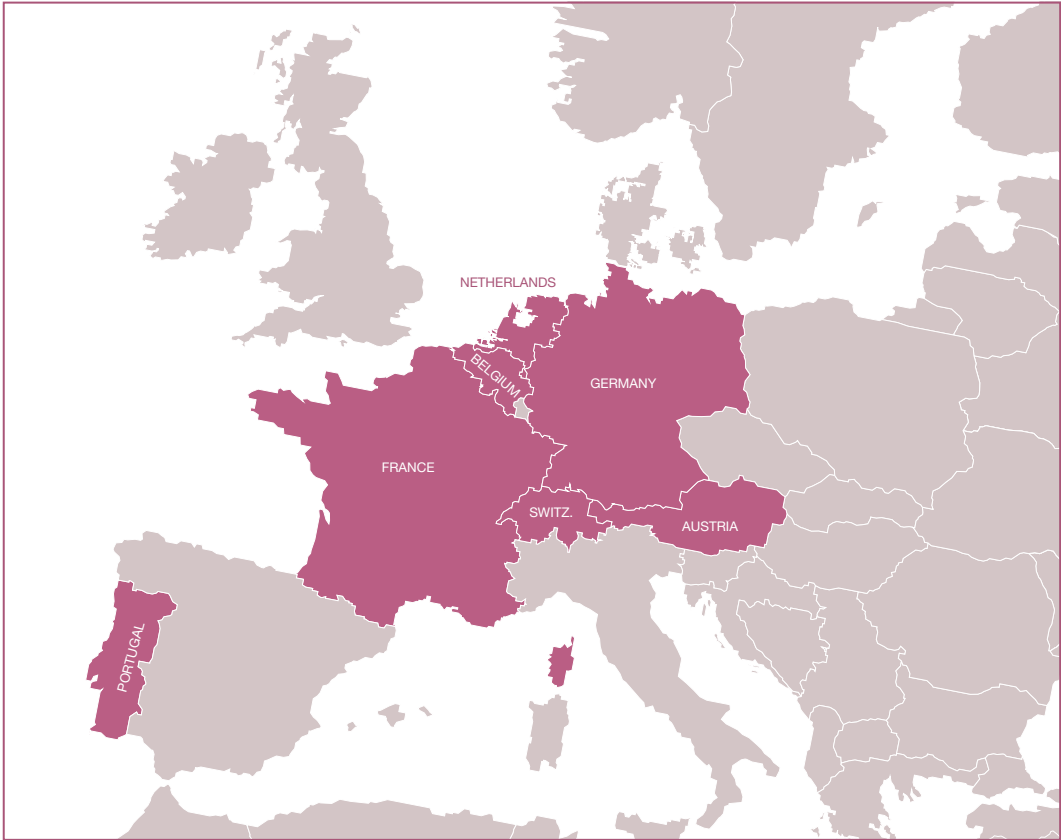 NETHERLANDS
BELGIUM
GERMANY
FRANCE
SWITZ.
AUSTRIA
PORTUGAL